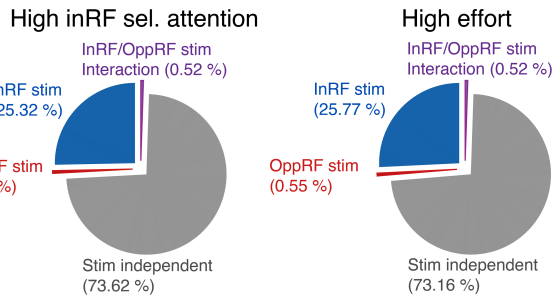 High inRF sel. attention
InRF/OppRF stim
Interaction (0.52 %)
nRF stim
25.32 %)
F stim
%)
Stim independent
(73.62 %)
High effort
InRF/OppRF stim
Interaction (0.52 %)
InRF stim
(25.77 %)
OppRF stim
(0.55 %)
Stim independent
(73.16 %)